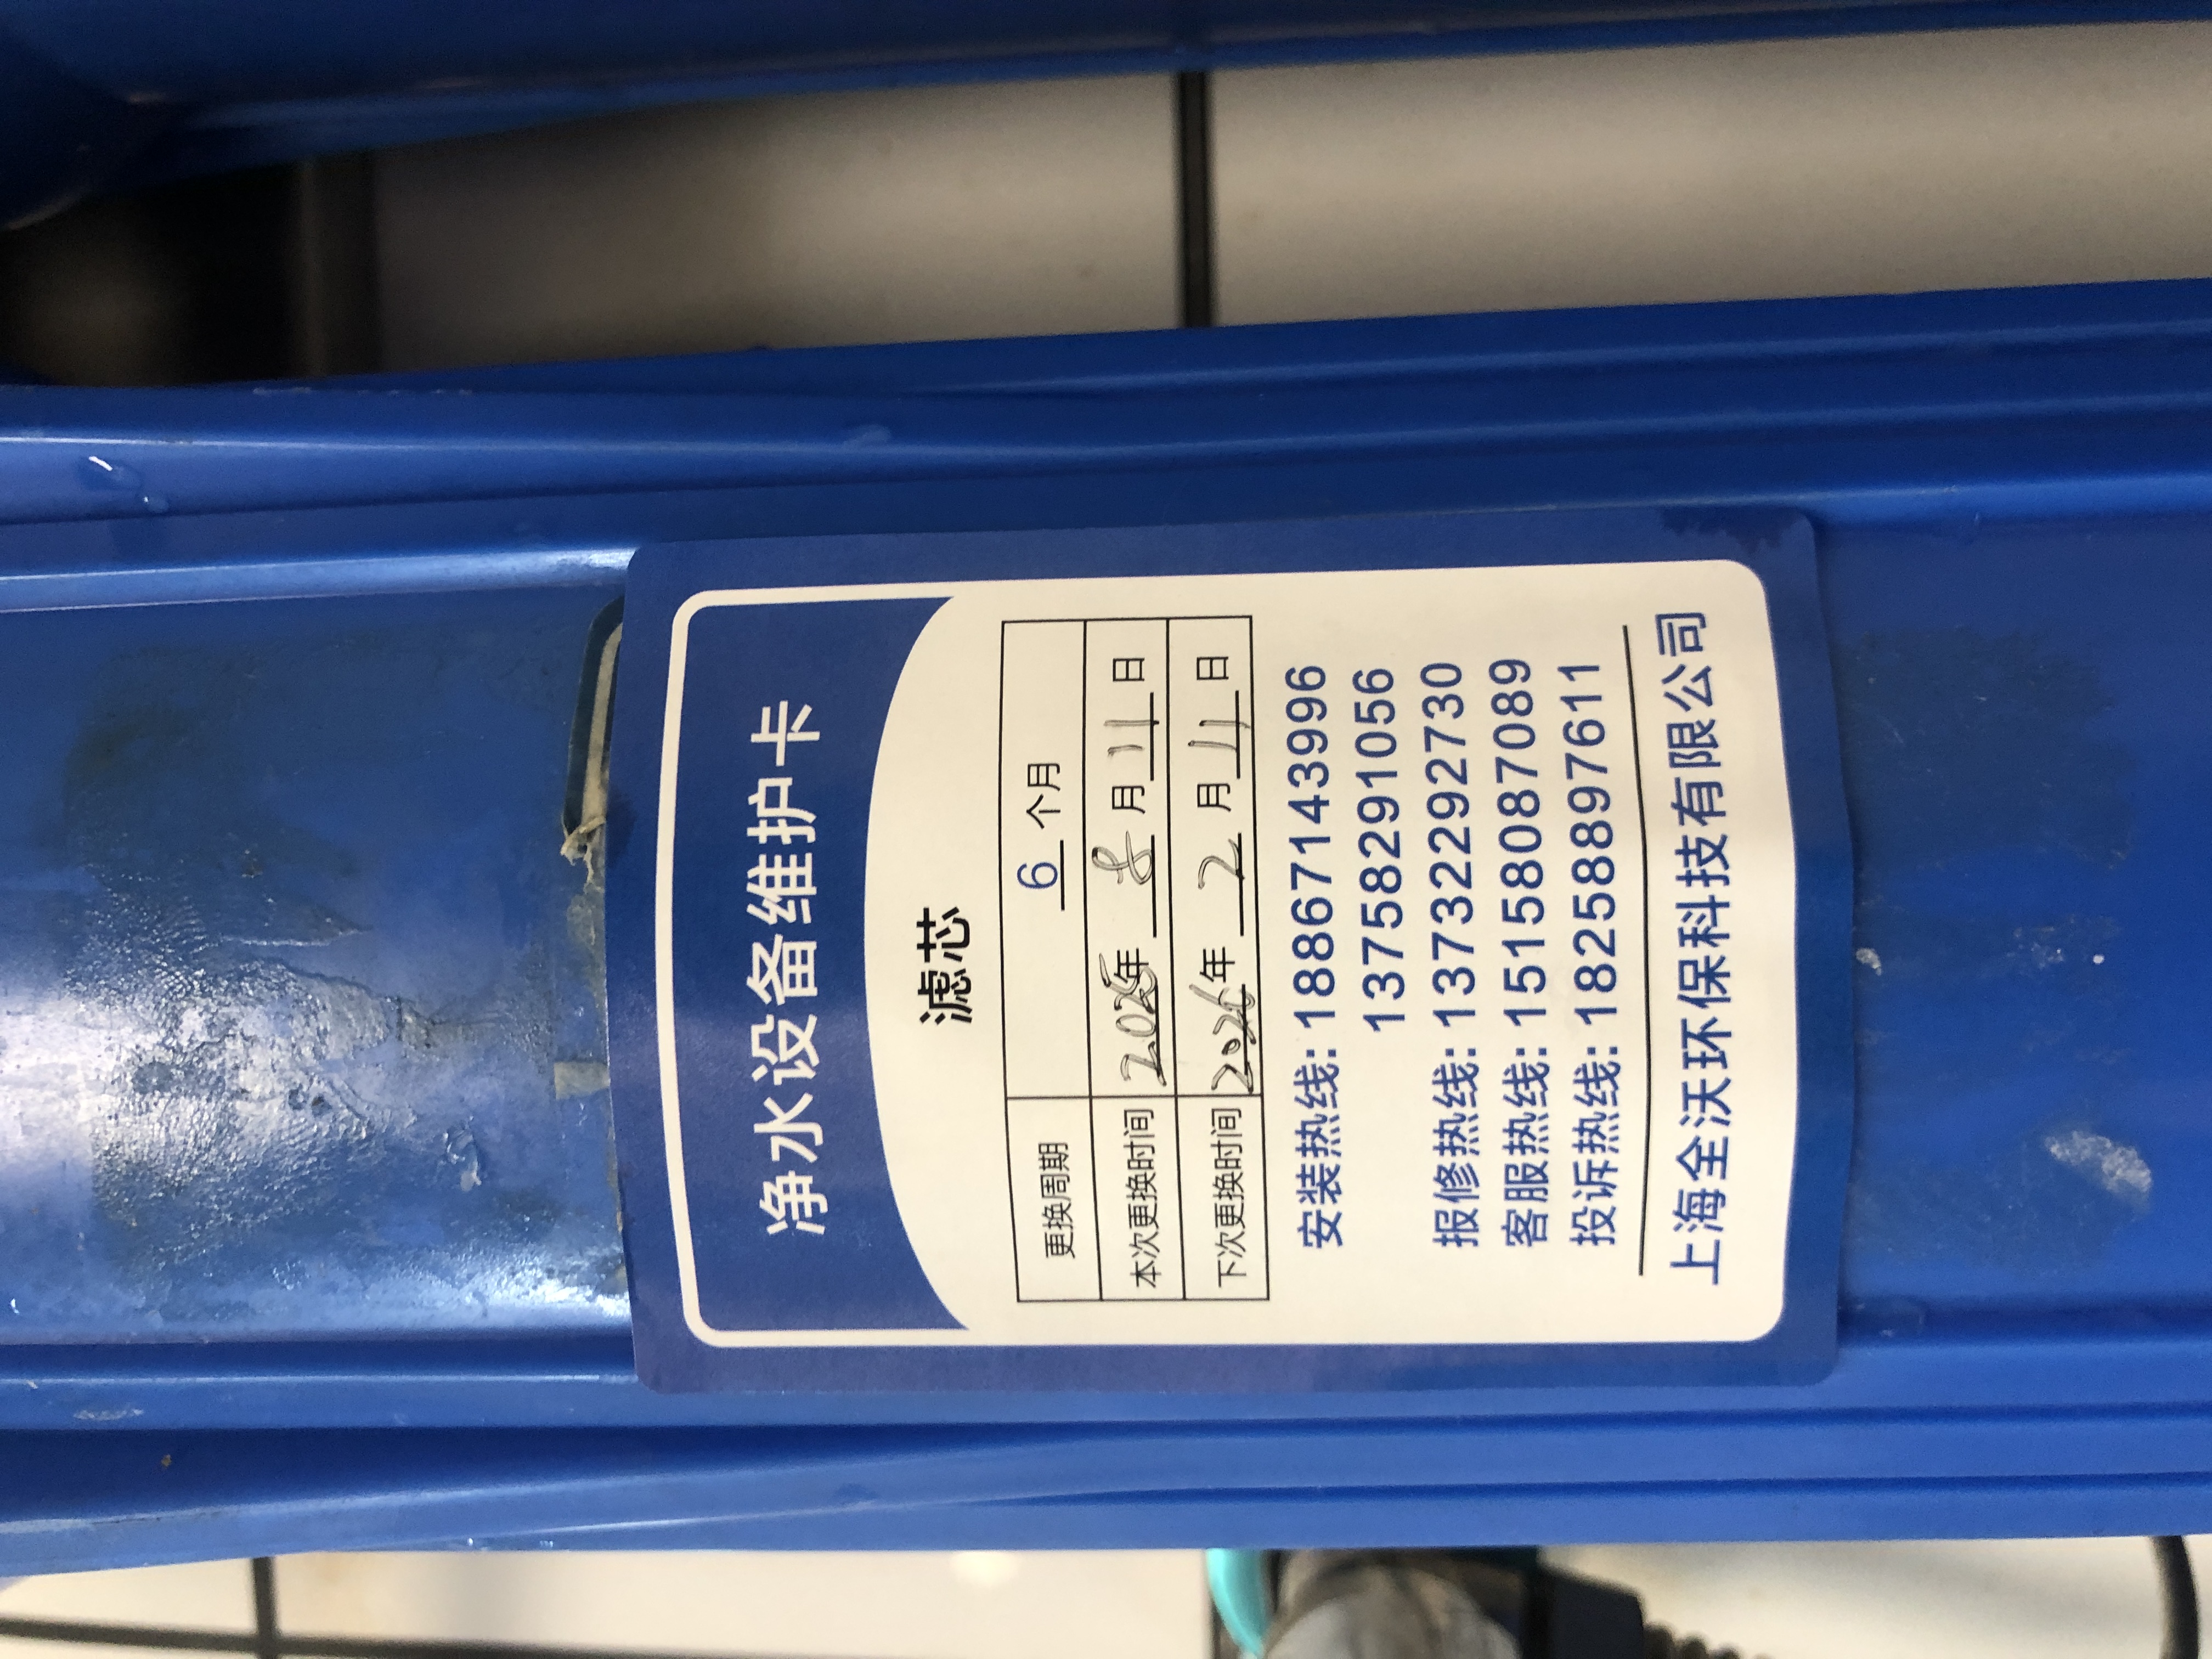 净水设备维护卡
滤芯
更换周期 6 个月
本次更换时间 2025年 8 月 11 日
下次更换时间 2026年 2 月 11 日
安装热线: 18867143996
13758291056
报修热线: 13732292730
客服热线: 15158087089
投诉热线: 18258897611
上海全沃环保科技有限公司